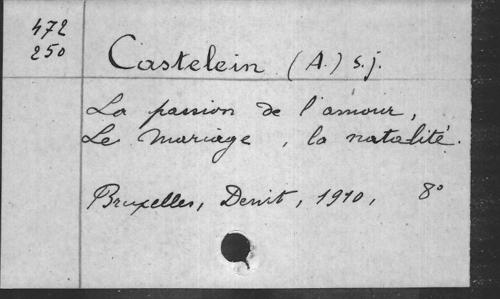 472
250
Castelein (A.) s.j.
La passion de l'amour,
Le mariage, la natalité.
Bruxelles, Dewit, 1910, 8°